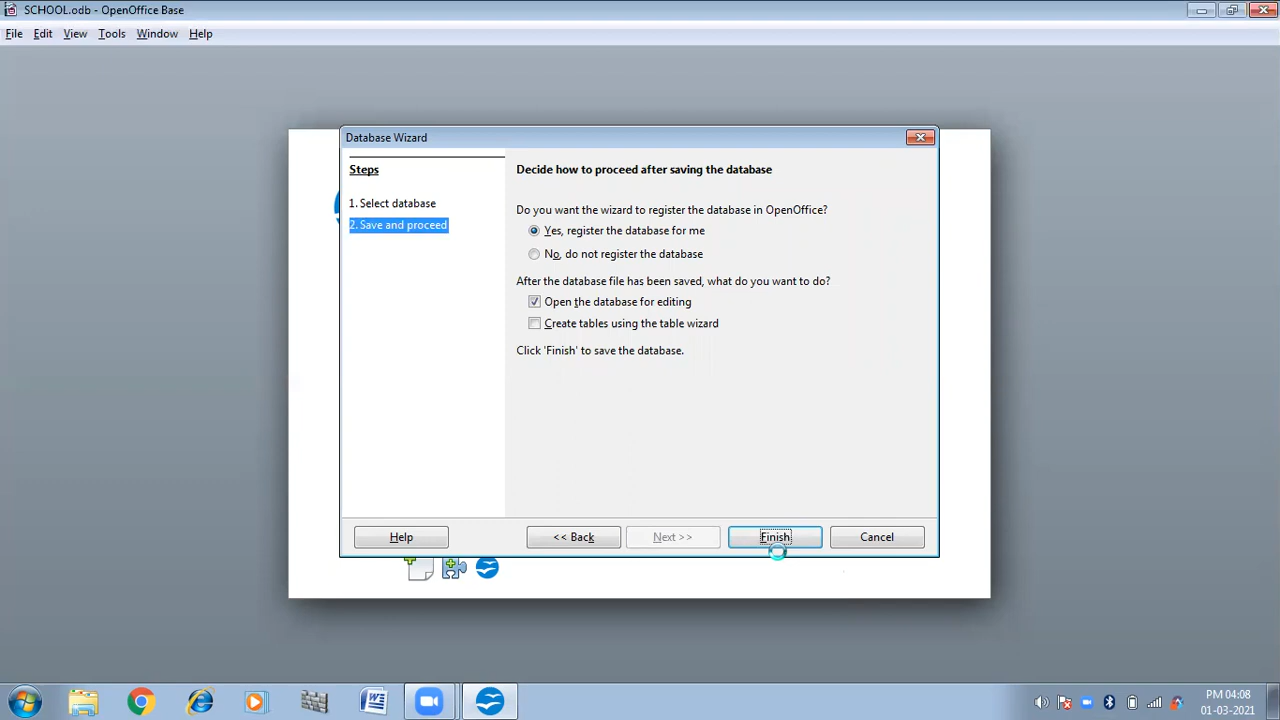 SCHOOL.odb - OpenOffice Base
File Edit View Tools Window Help
Database Wizard
Steps
1. Select database
2. Save and proceed
Decide how to proceed after saving the database
Do you want the wizard to register the database in OpenOffice?
Yes, register the database for me
No, do not register the database
After the database file has been saved, what do you want to do?
Open the database for editing
Create tables using the table wizard
Click 'Finish' to save the database.
Help
<< Back
Next >>
Finish
Cancel
PM 04:08
01-03-2021